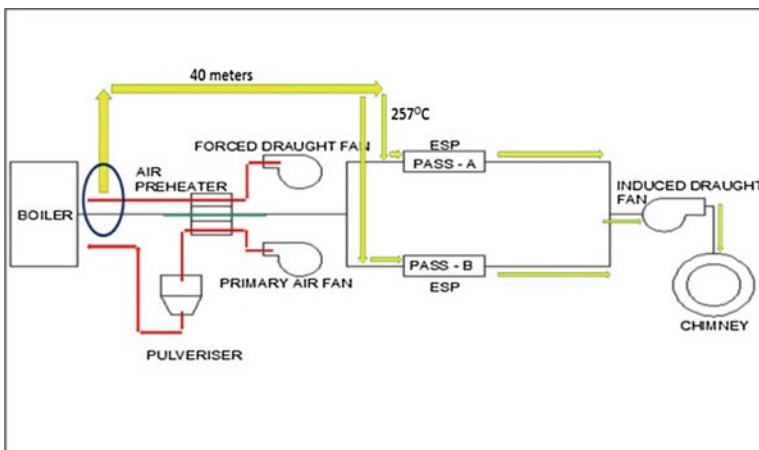 40 meters
257⁰C
FORCED DRAUGHT FAN
ESP
PASS - A
AIR
PREHEATER
INDUCED DRAUGHT
FAN
BOILER
PASS - B
ESP
PRIMARY AIR FAN
PULVERISER
CHIMNEY